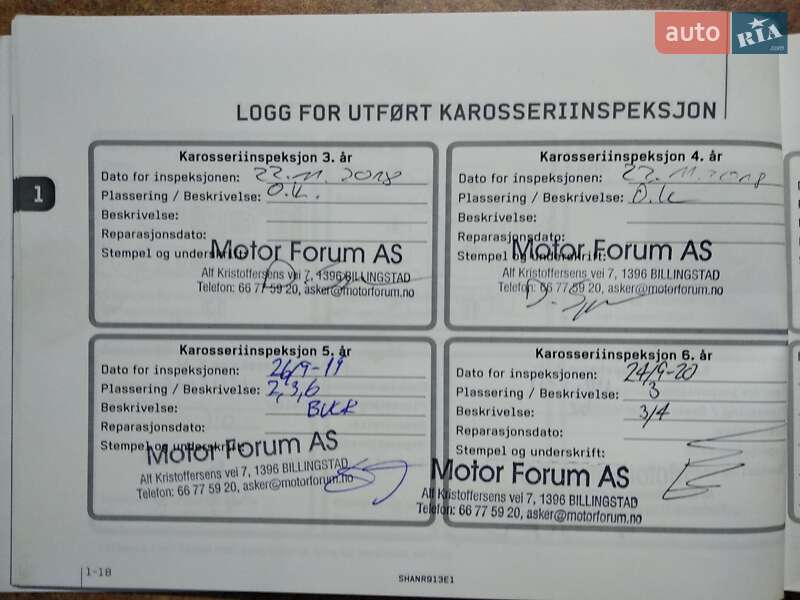 auto RIA .com
LOGG FOR UTFØRT KAROSSERIINSPEKSJON
1
Karosseriinspeksjon 3. år
Dato for inspeksjonen: 22.11.2018
Plassering / Beskrivelse: O.K.
Beskrivelse:
Reparasjonsdato:
Stempel og underskrift:
Motor Forum AS
Alf Kristoffersens vei 7, 1396 BILLINGSTAD
Telefon: 66 77 59 20, asker@motorforum.no
Karosseriinspeksjon 4. år
Dato for inspeksjonen: 22.11.2018
Plassering / Beskrivelse: O.K
Beskrivelse:
Reparasjonsdato:
Stempel og underskrift:
Motor Forum AS
Alf Kristoffersens vei 7, 1396 BILLINGSTAD
Telefon: 66 77 59 20, asker@motorforum.no
Karosseriinspeksjon 5. år
Dato for inspeksjonen: 26/9-19
Plassering / Beskrivelse: 2,3,6
Beskrivelse: BULK
Reparasjonsdato:
Stempel og underskrift:
Motor Forum AS
Alf Kristoffersens vei 7, 1396 BILLINGSTAD
Telefon: 66 77 59 20, asker@motorforum.no
Karosseriinspeksjon 6. år
Dato for inspeksjonen: 24/9-20
Plassering / Beskrivelse: 3
Beskrivelse: 3/4
Reparasjonsdato:
Stempel og underskrift:
Motor Forum AS
Alf Kristoffersens vei 7, 1396 BILLINGSTAD
Telefon: 66 77 59 20, asker@motorforum.no
1-18
SHANR913E1